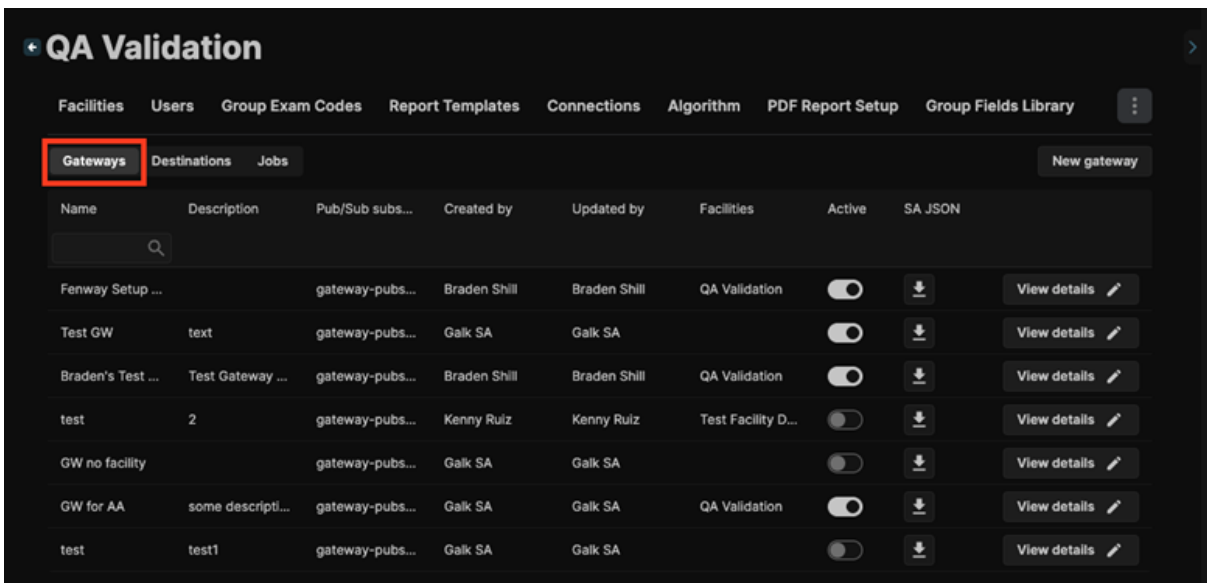 QA Validation
Facilities Users Group Exam Codes Report Templates Connections Algorithm PDF Report Setup Group Fields Library
Gateways Destinations Jobs New gateway
Name Description Pub/Sub subs... Created by Updated by Facilities Active SA JSON
Fenway Setup ... gateway-pubs... Braden Shill Braden Shill QA Validation View details
Test GW text gateway-pubs... Galk SA Galk SA View details
Braden's Test ... Test Gateway ... gateway-pubs... Braden Shill Braden Shill QA Validation View details
test 2 gateway-pubs... Kenny Ruiz Kenny Ruiz Test Facility D... View details
GW no facility gateway-pubs... Galk SA Galk SA View details
GW for AA some descripti... gateway-pubs... Galk SA Galk SA QA Validation View details
test test1 gateway-pubs... Galk SA Galk SA View details